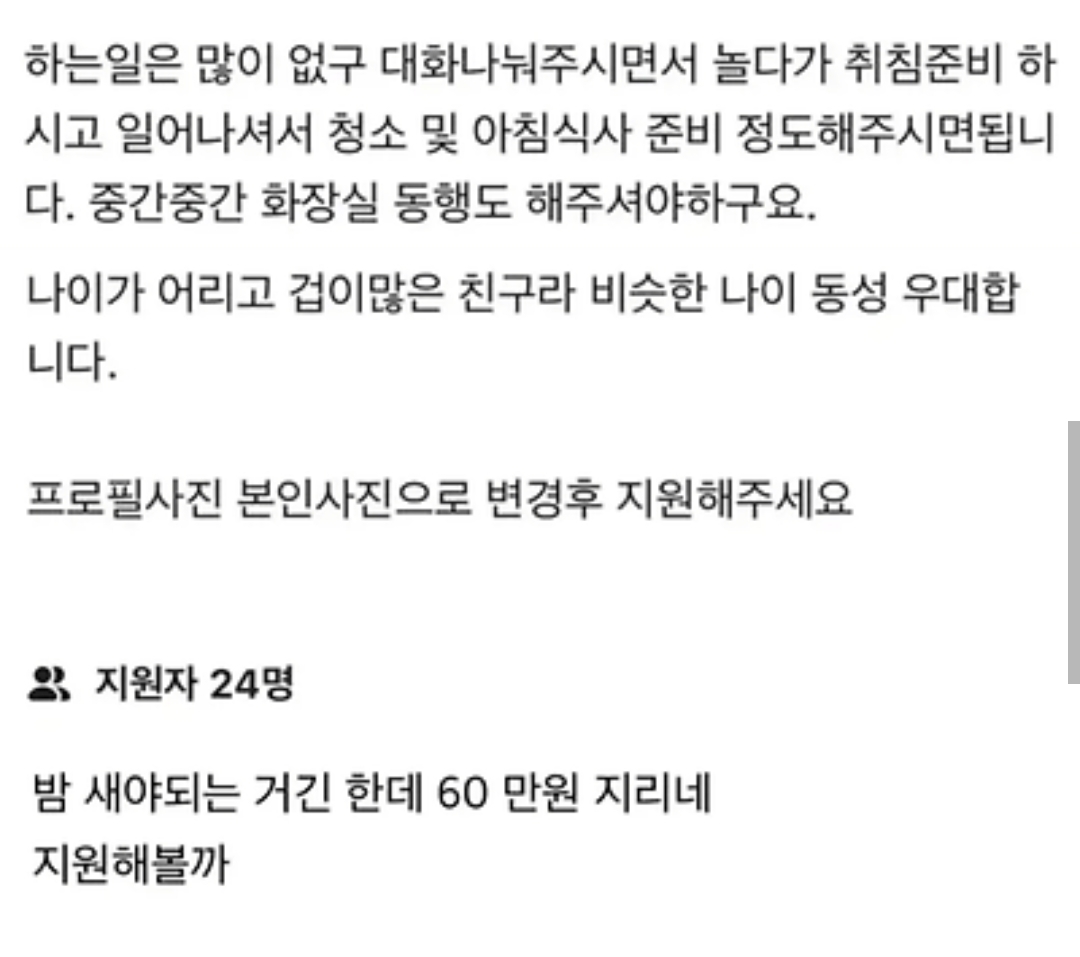 하는일은 많이 없구 대화나눠주시면서 놀다가 취침준비 하
시고 일어나셔서 청소 및 아침식사 준비 정도해주시면됩니
다. 중간중간 화장실 동행도 해주셔야하구요.
나이가 어리고 겁이많은 친구라 비슷한 나이 동성 우대합
니다.
프로필사진 본인사진으로 변경후 지원해주세요
지원자 24명
밤 새야되는 거긴 한데 60 만원 지리네
지원해볼까